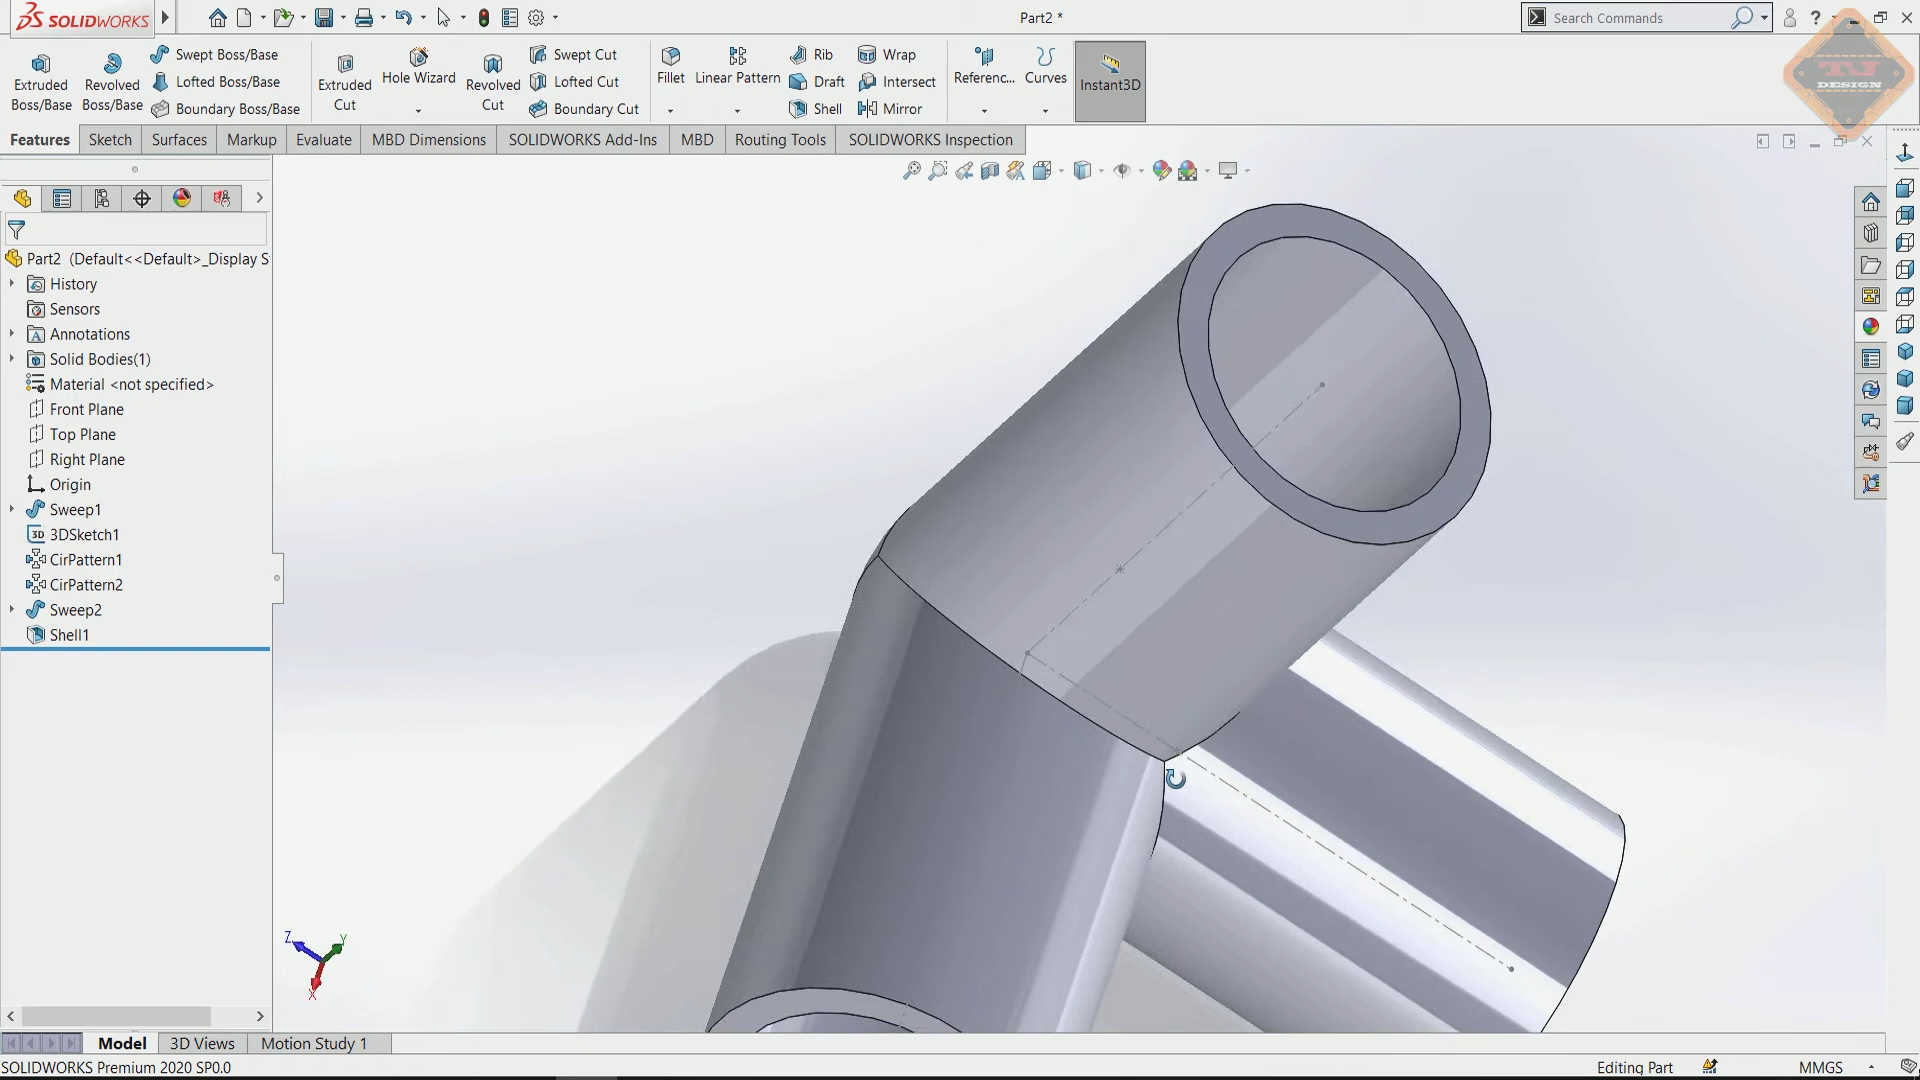 SOLIDWORKS
Part2 *
Search Commands
Extruded Boss/Base
Revolved Boss/Base
Swept Boss/Base
Lofted Boss/Base
Boundary Boss/Base
Extruded Cut
Hole Wizard
Revolved Cut
Swept Cut
Lofted Cut
Boundary Cut
Fillet
Linear Pattern
Rib
Draft
Shell
Wrap
Intersect
Mirror
Referenc...
Curves
Instant3D
TJ
DESIGN
Features
Sketch
Surfaces
Markup
Evaluate
MBD Dimensions
SOLIDWORKS Add-Ins
MBD
Routing Tools
SOLIDWORKS Inspection
Part2 (Default<<Default>_Display S
History
Sensors
Annotations
Solid Bodies(1)
Material <not specified>
Front Plane
Top Plane
Right Plane
Origin
Sweep1
3D 3DSketch1
CirPattern1
CirPattern2
Sweep2
Shell1
Z
Y
X
Model
3D Views
Motion Study 1
SOLIDWORKS Premium 2020 SP0.0
Editing Part
MMGS